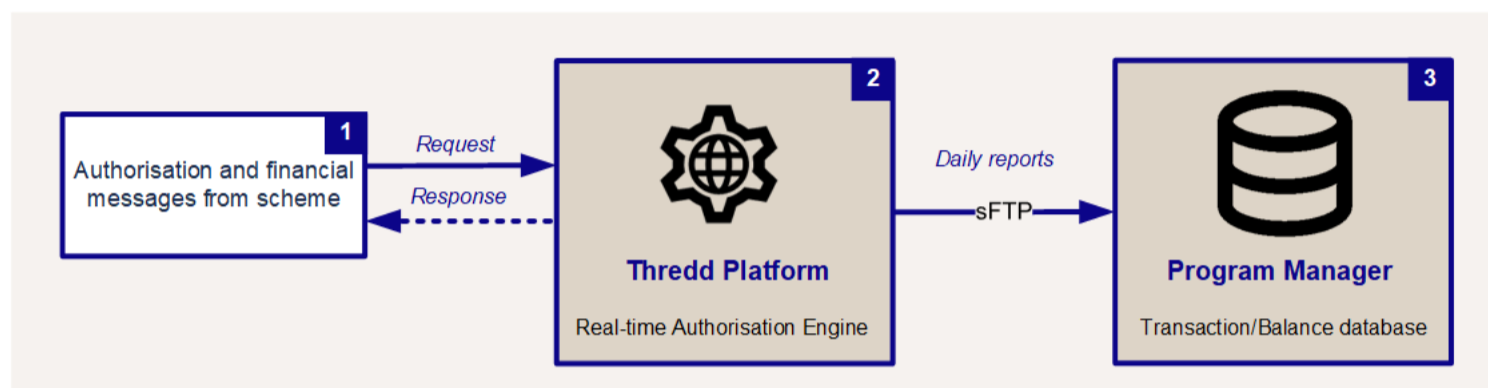 1
Authorisation and financial
messages from scheme
Request
Response
2
Thredd Platform
Real-time Authorisation Engine
Daily reports
sFTP
3
Program Manager
Transaction/Balance database